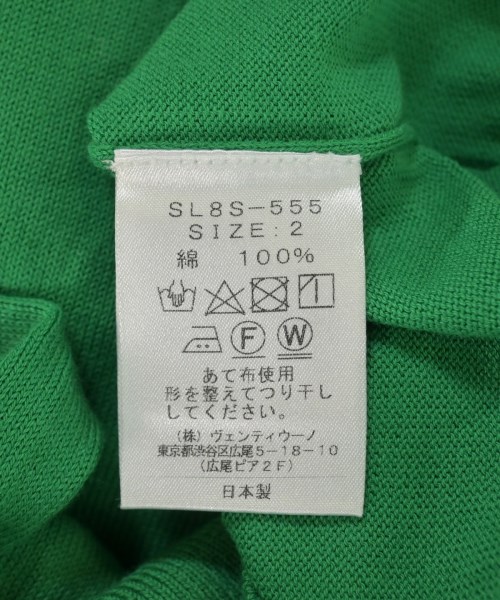 SL8S-555
SIZE:2
綿 100%
F W
あて布使用
形を整えてつり干し
してください。
(株)ヴェンティウーノ
東京都渋谷区広尾5-18-10
(広尾ピア2F)
日本製